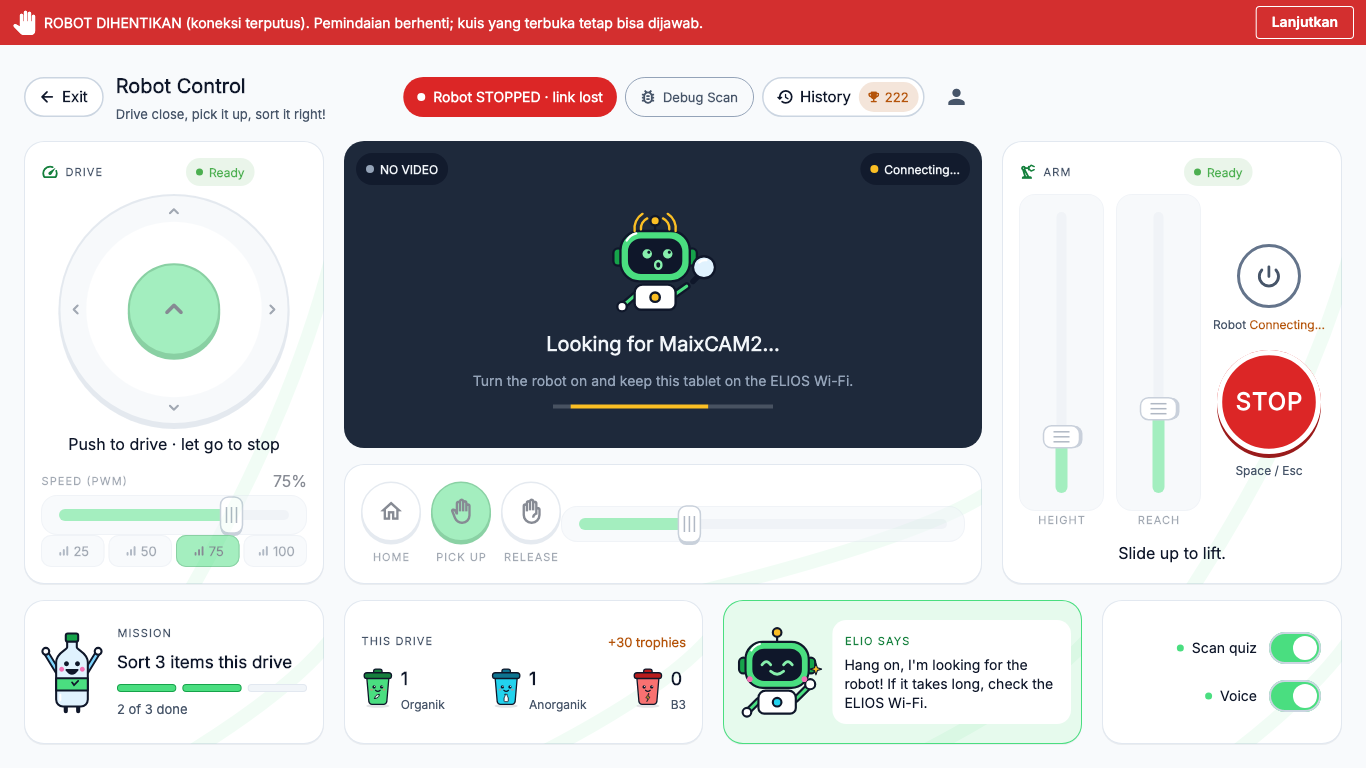 ROBOT DIHENTIKAN (koneksi terputus). Pemindaian berhenti; kuis yang terbuka tetap bisa dijawab.
Lanjutkan
Exit
Robot Control
Drive close, pick it up, sort it right!
Robot STOPPED · link lost
Debug Scan
History
222
DRIVE
Ready
Push to drive · let go to stop
SPEED (PWM)
75%
25
50
75
100
NO VIDEO
Connecting...
Looking for MaixCAM2...
Turn the robot on and keep this tablet on the ELIOS Wi-Fi.
HOME
PICK UP
RELEASE
ARM
Ready
HEIGHT
REACH
Robot Connecting...
STOP
Space / Esc
Slide up to lift.
MISSION
Sort 3 items this drive
2 of 3 done
THIS DRIVE
+30 trophies
1
Organik
1
Anorganik
0
B3
ELIO SAYS
Hang on, I'm looking for the
robot! If it takes long, check the
ELIOS Wi-Fi.
Scan quiz
Voice